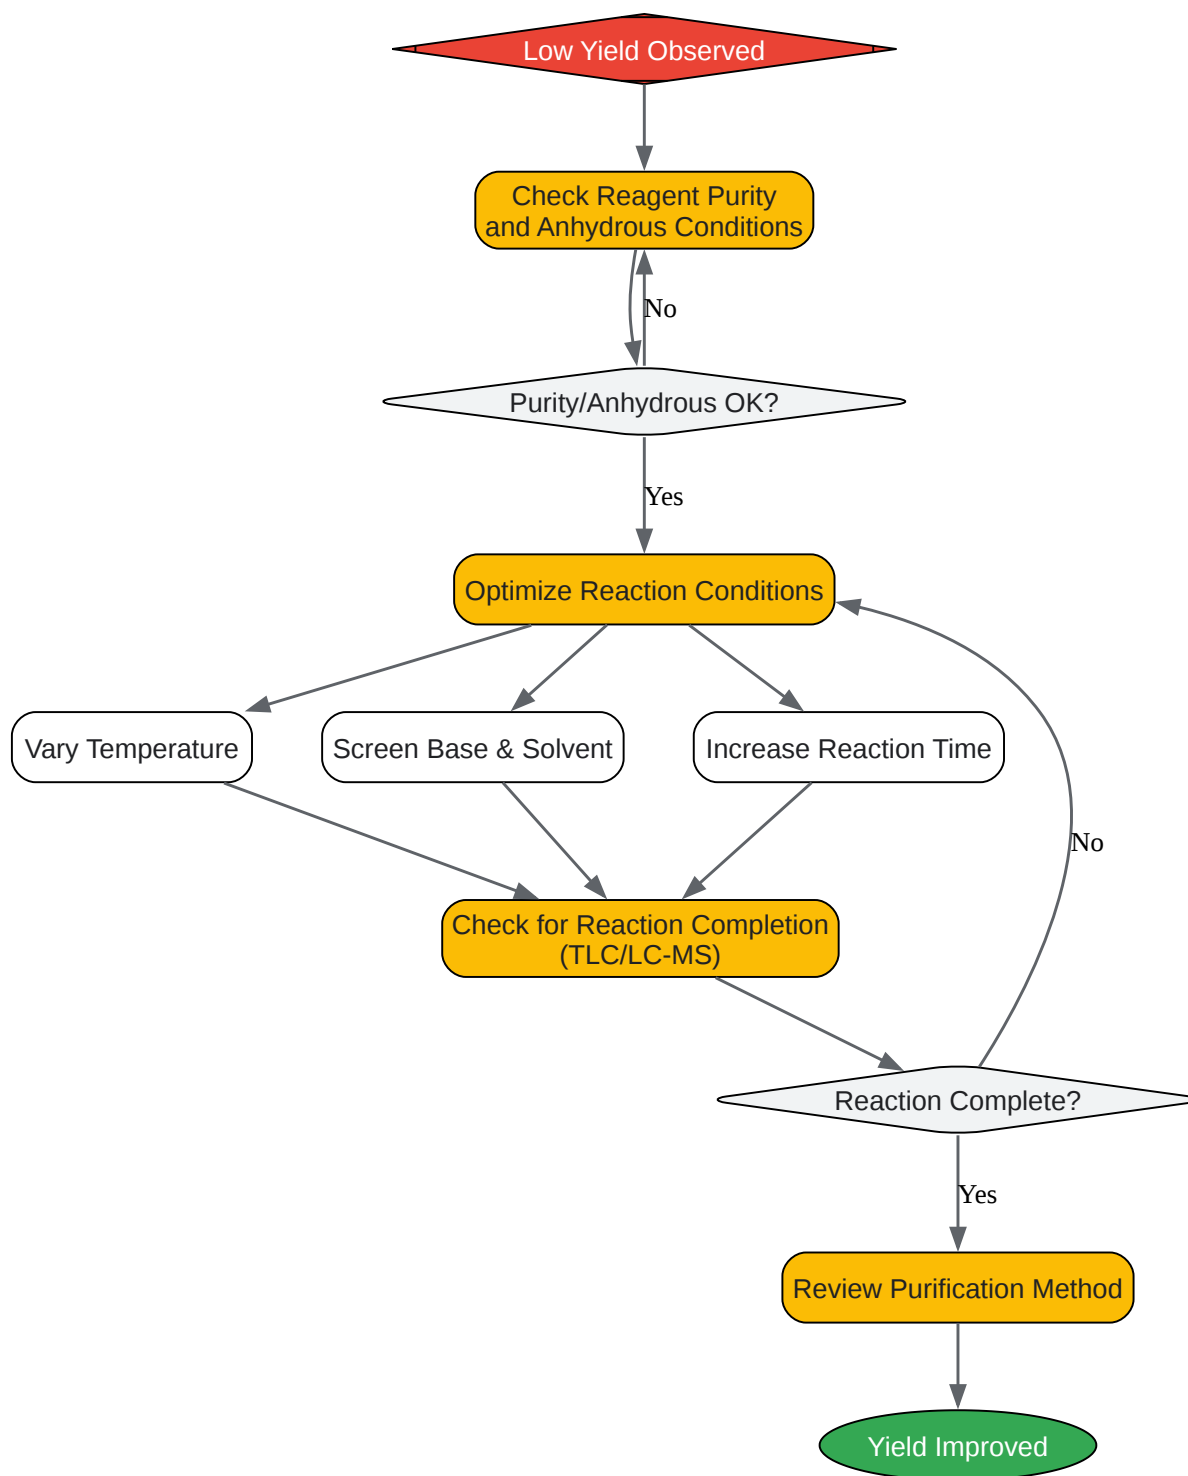 Low Yield Observed
Check Reagent Purity
and Anhydrous Conditions
No
Purity/Anhydrous OK?
Yes
Optimize Reaction Conditions
Vary Temperature
Screen Base & Solvent
Increase Reaction Time
No
Check for Reaction Completion
(TLC/LC-MS)
Reaction Complete?
Yes
Review Purification Method
Yield Improved